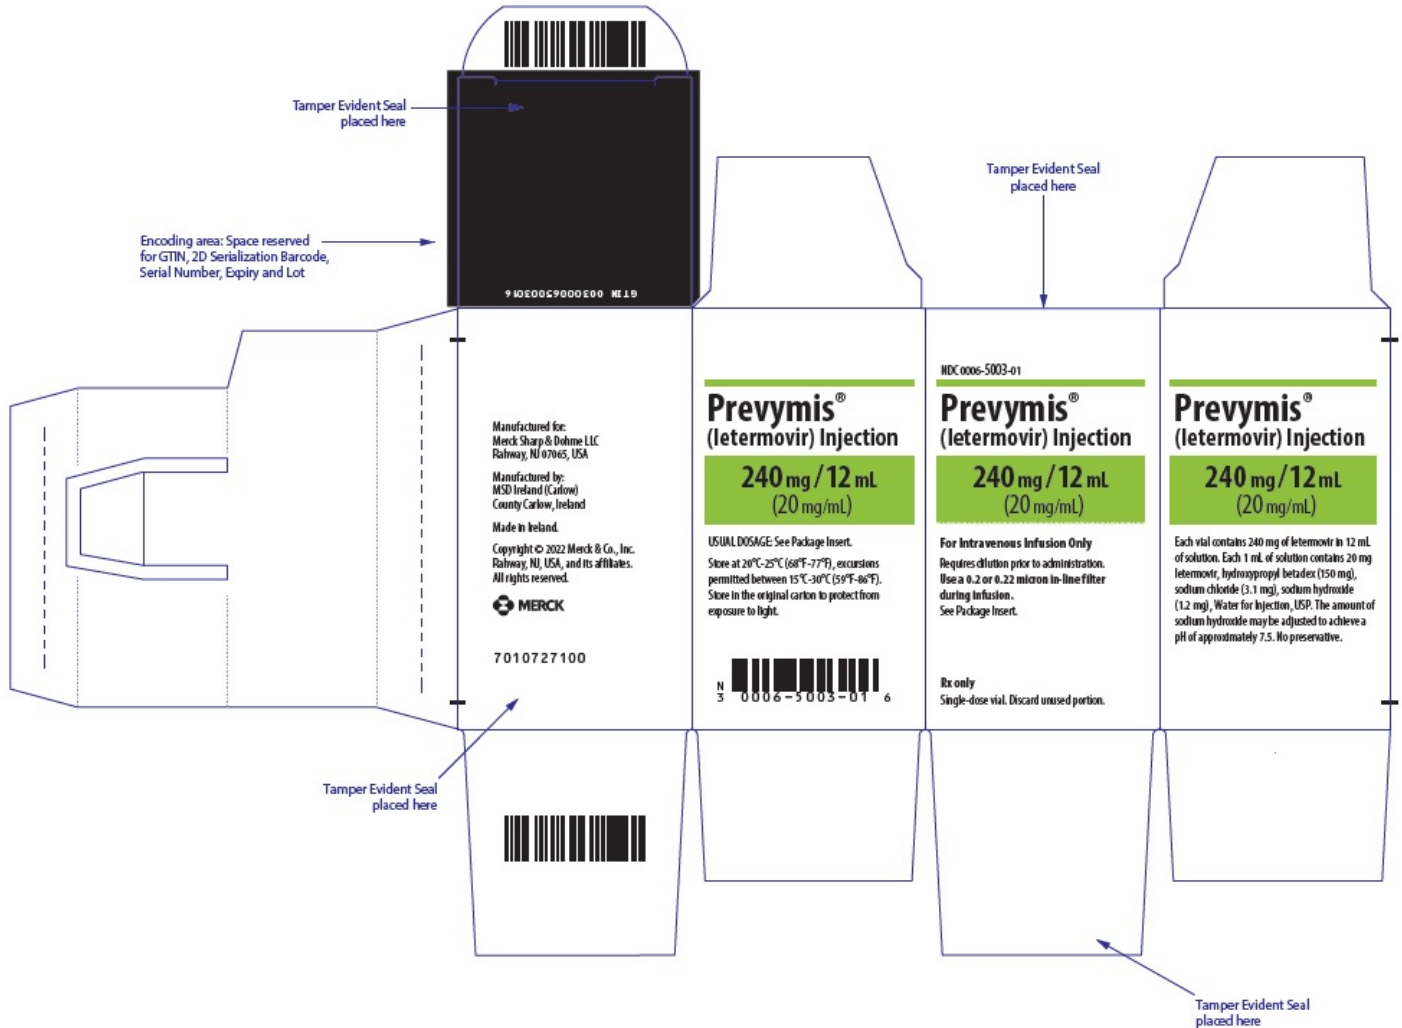 Tamper Evident Seal
placed here
Tamper Evident Seal
placed here
Encoding area: Space reserved
for GTIN, 2D Serialization Barcode,
Serial Number, Expiry and Lot
GTIN 00300065003016
Manufactured for:
Merck Sharp & Dohme LLC
Rahway, NJ 07065, USA
Manufactured by:
MSD Ireland (Carlow)
County Carlow, Ireland
Made in Ireland.
Copyright © 2022 Merck & Co., Inc.
Rahway, NJ, USA, and its affiliates.
All rights reserved.
MERCK
7010727100
Prevymis®
(letermovir) Injection
240 mg/12 mL
(20 mg/mL)
USUAL DOSAGE: See Package Insert.
Store at 20°C-25°C (68°F-77°F), excursions
permitted between 15°C-30°C (59°F-86°F).
Store in the original carton to protect from
exposure to light.
N
3 0006-5003-01 6
NDC 0006-5003-01
Prevymis®
(letermovir) Injection
240 mg/12 mL
(20 mg/mL)
For Intravenous Infusion Only
Requires dilution prior to administration.
Use a 0.2 or 0.22 micron in-line filter
during infusion.
See Package Insert.
Rx only
Single-dose vial. Discard unused portion.
Prevymis®
(letermovir) Injection
240 mg/12 mL
(20 mg/mL)
Each vial contains 240 mg of letermovir in 12 mL
of solution. Each 1 mL of solution contains 20 mg
letermovir, hydroxypropyl betadex (150 mg),
sodium chloride (3.1 mg), sodium hydroxide
(1.2 mg), Water for Injection, USP. The amount of
sodium hydroxide may be adjusted to achieve a
pH of approximately 7.5. No preservative.
Tamper Evident Seal
placed here
Tamper Evident Seal
placed here